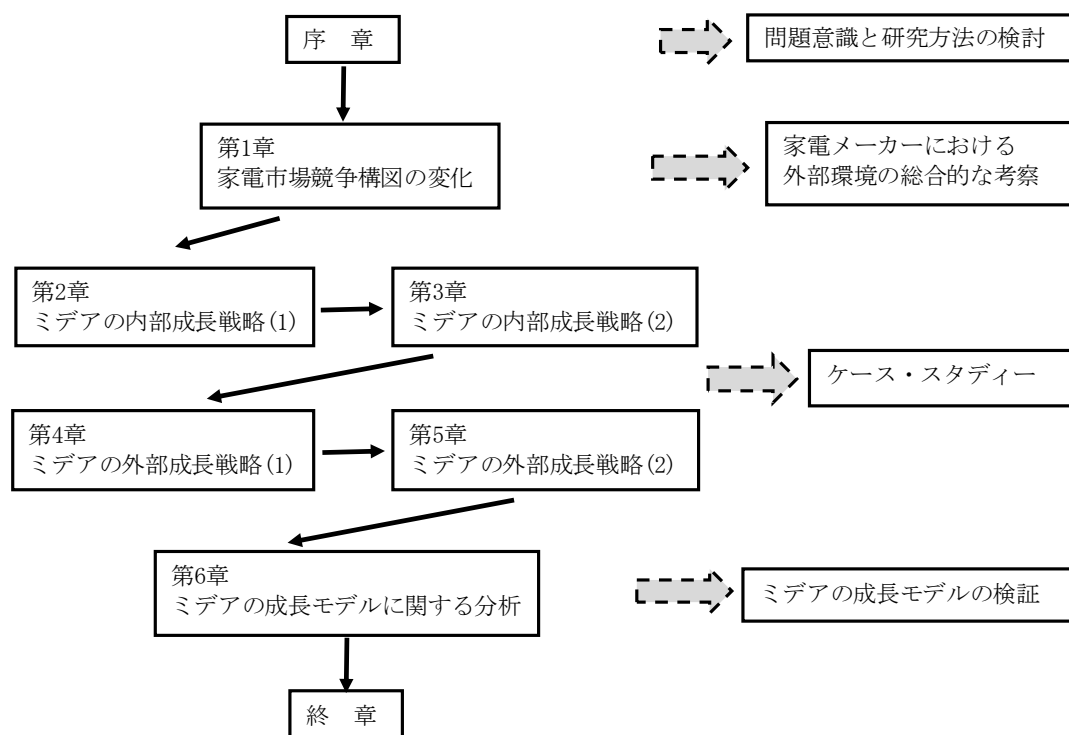 序　章
問題意識と研究方法の検討
第1章
家電市場競争構図の変化
家電メーカーにおける
外部環境の総合的な考察
第2章
ミデアの内部成長戦略(1)
第3章
ミデアの内部成長戦略(2)
ケース・スタディー
第4章
ミデアの外部成長戦略(1)
第5章
ミデアの外部成長戦略(2)
第6章
ミデアの成長モデルに関する分析
ミデアの成長モデルの検証
終　章